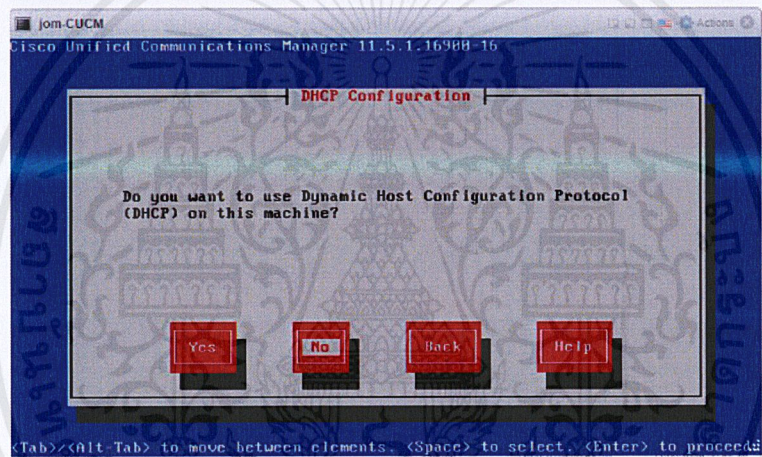 jom-CUCM
Actions
Cisco Unified Communications Manager 11.5.1.16900-16
DHCP Configuration
Do you want to use Dynamic Host Configuration Protocol
(DHCP) on this machine?
Yes No Back Help
<Tab>/<Alt-Tab> to move between elements. <Space> to select. <Enter> to proceed